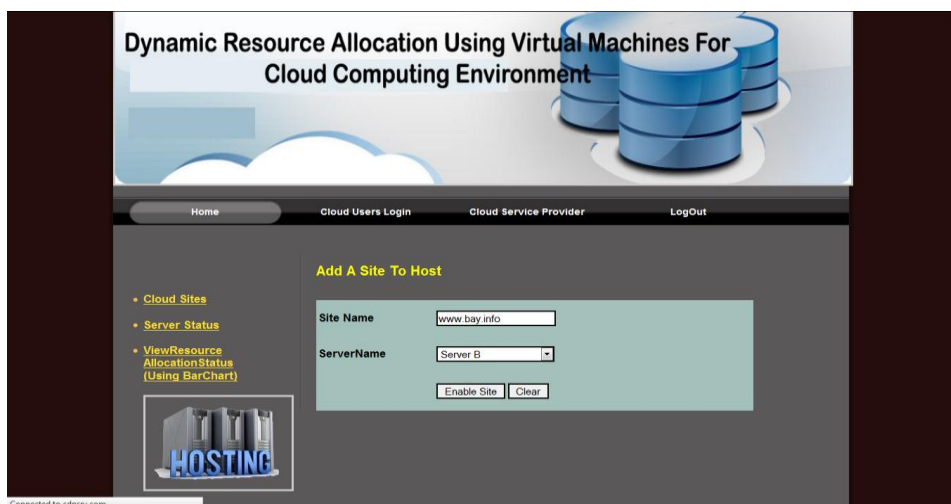 Dynamic Resource Allocation Using Virtual Machines For
Cloud Computing Environment
Home
Cloud Users Login
Cloud Service Provider
LogOut
Add A Site To Host
Cloud Sites
Server Status
ViewResource
AllocationStatus
(Using BarChart)
HOSTING
Site Name
www.bay.info
ServerName
Server B
Enable Site
Clear
Connected to